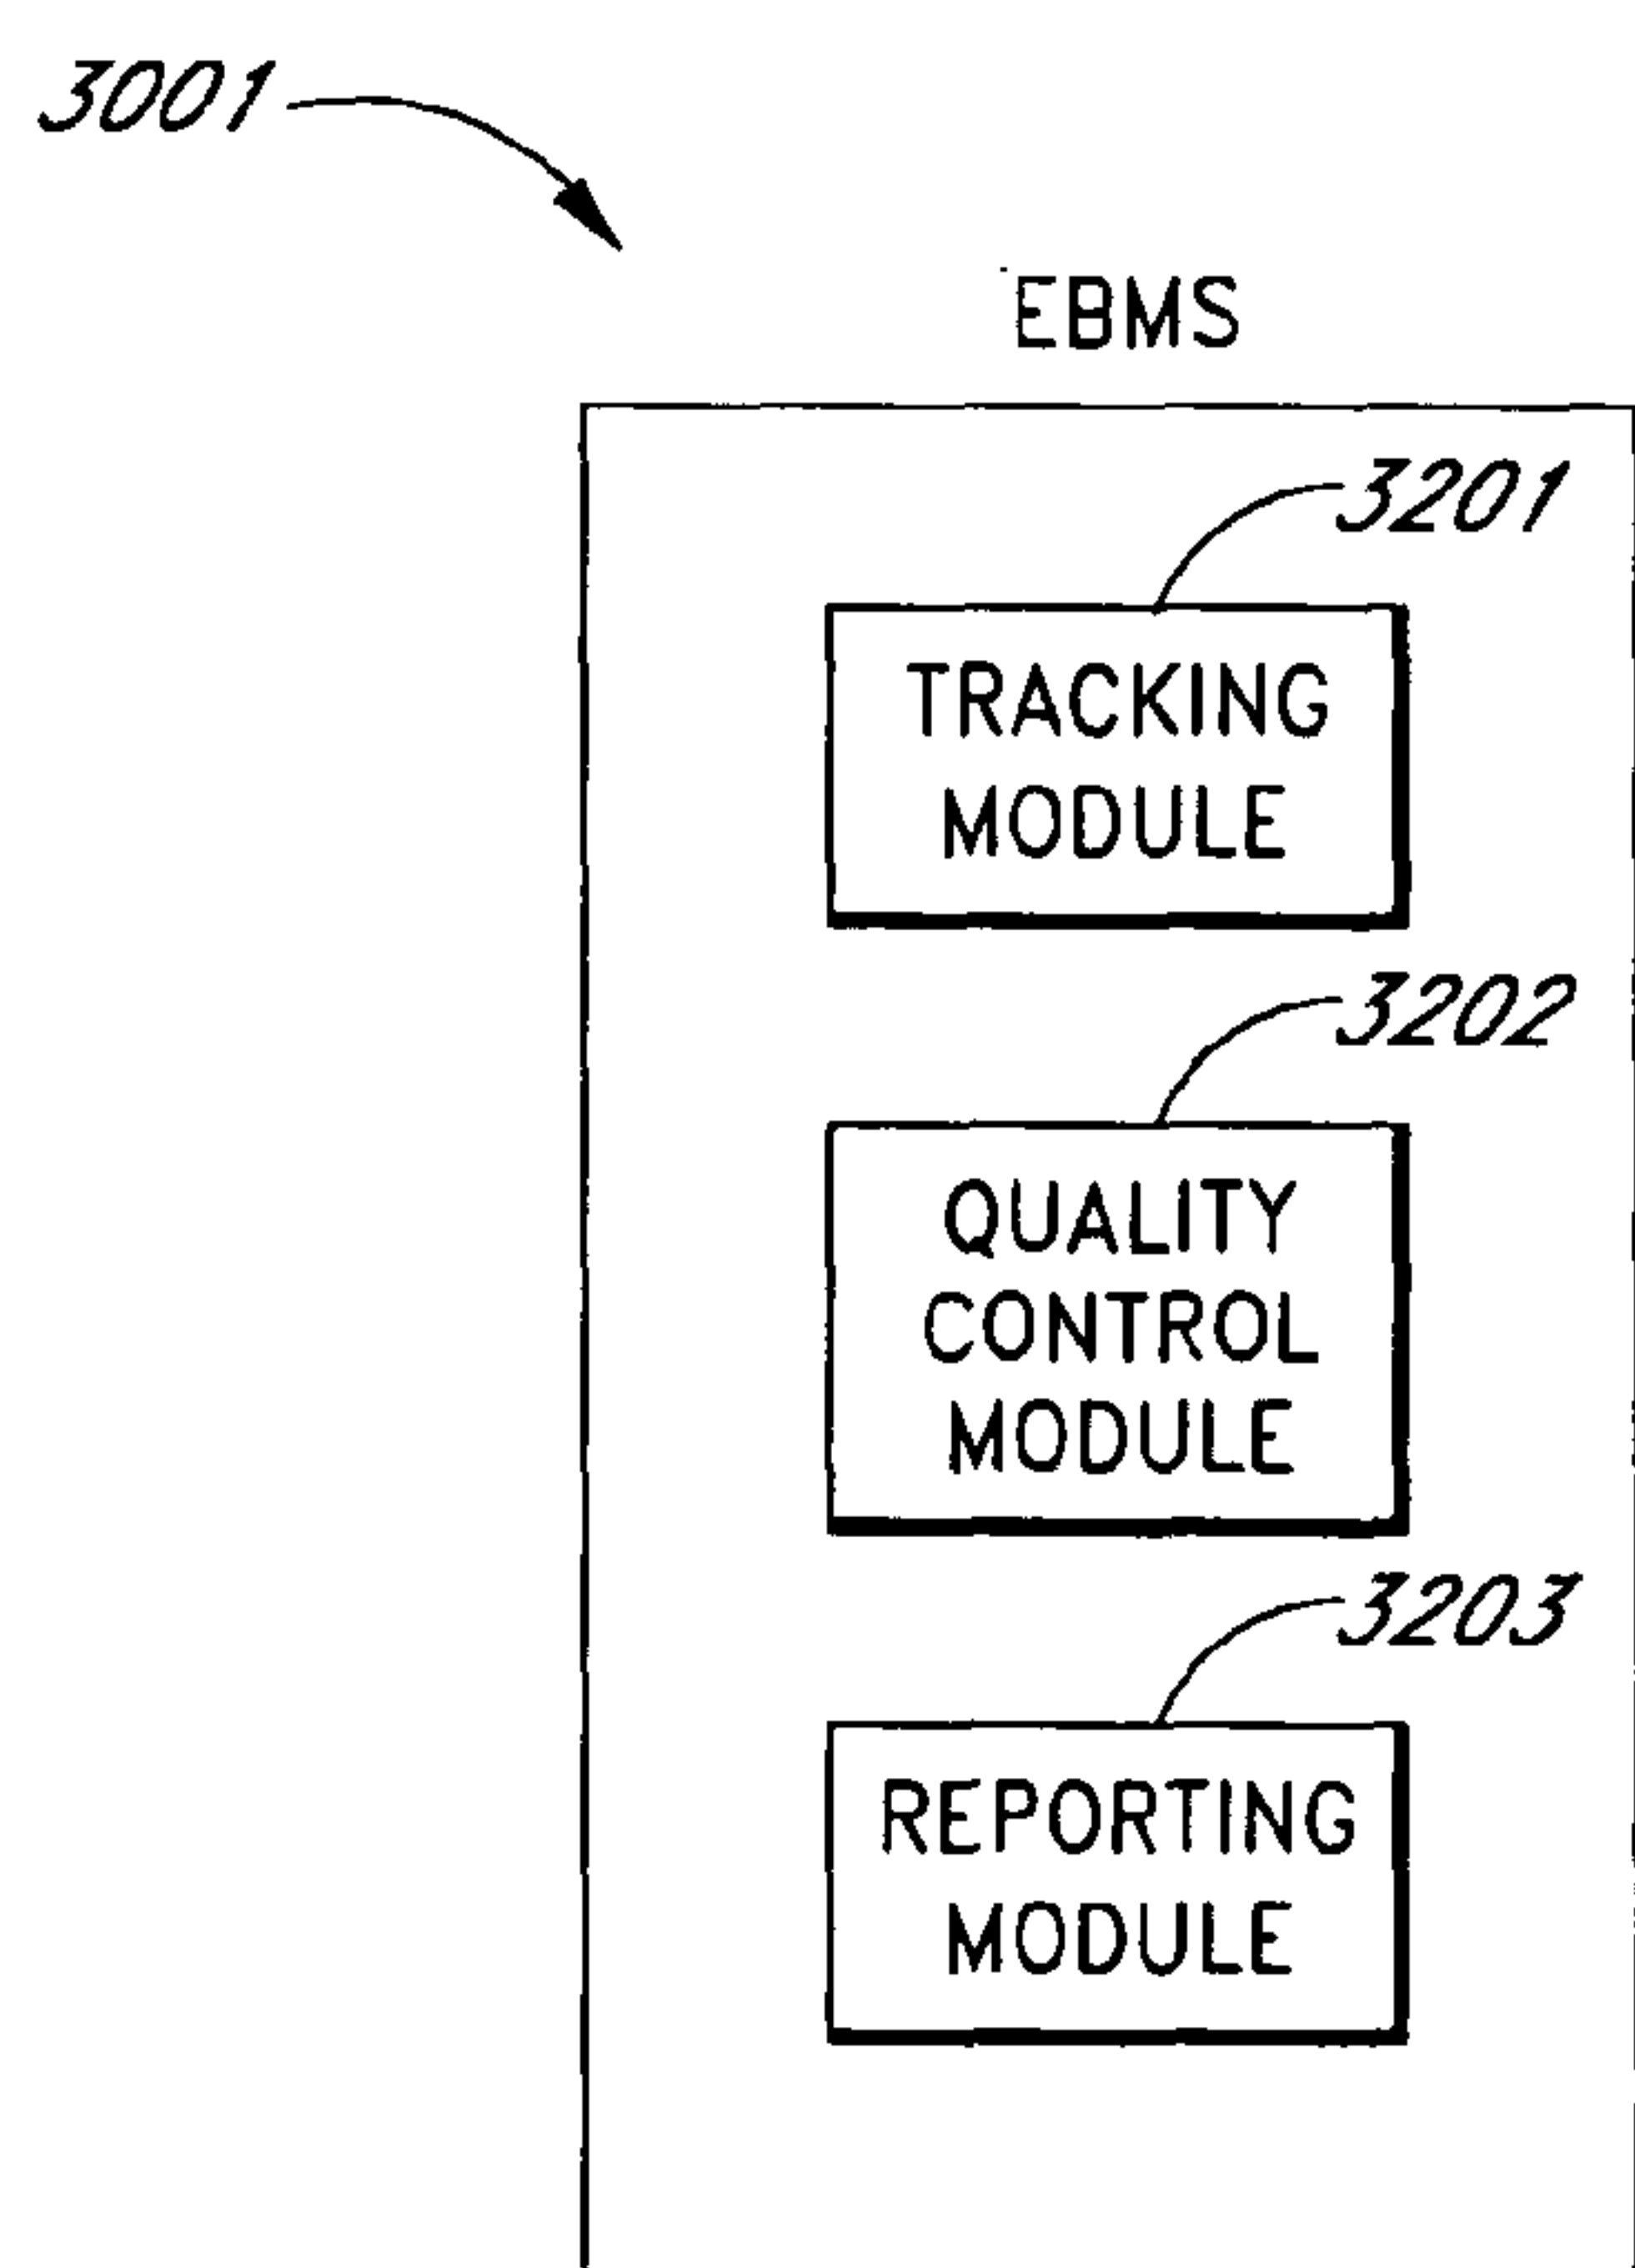 3001
EBMS
3201
TRACKING
MODULE
3202
QUALITY
CONTROL
MODULE
3203
REPORTING
MODULE